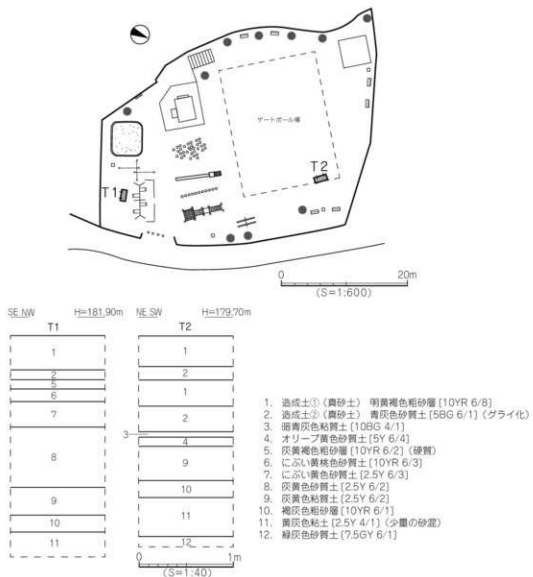 ゲートボール場
T2
T1
0 20m
(S=1:600)
SE NW H=181.90m NE SW H=179.70m
T1 T2
1
2
5
6
7
8
9
10
11
1
2
1
2
3
4
9
10
11
12
0 1m
(S=1:40)
1. 造成土①(真砂土) 明黄褐色粗砂層 [10YR 6/8]
2. 造成土②(真砂土) 青灰色砂質土 [5BG 6/1] (グライ化)
3. 暗青灰色粘質土 [10BG 4/1]
4. オリーブ黄色砂質土 [5Y 6/4]
5. 灰黄褐色粗砂層 [10YR 6/2] (硬質)
6. にぶい黄橙色砂質土 [10YR 6/3]
7. にぶい黄色砂質土 [2.5Y 6/3]
8. 灰黄色砂質土 [2.5Y 6/2]
9. 灰黄色粘質土 [2.5Y 6/2]
10. 褐灰色粗砂層 [10YR 6/1]
11. 黄灰色粘土 [2.5Y 4/1] (少量の砂混)
12. 緑灰色砂質土 [7.5GY 6/1]